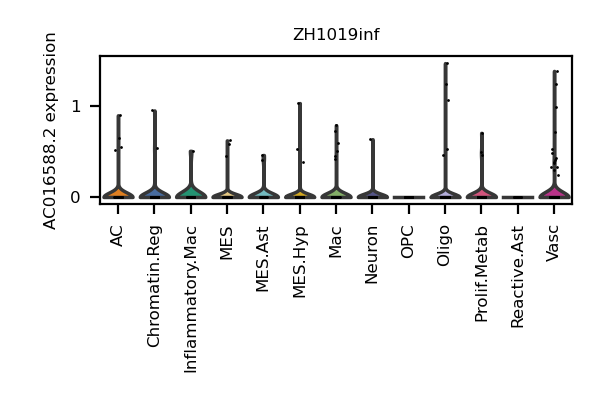 ZH1019inf
AC016588.2 expression
1
0
AC
Chromatin.Reg
Inflammatory.Mac
MES
MES.Ast
MES.Hyp
Mac
Neuron
OPC
Oligo
Prolif.Metab
Reactive.Ast
Vasc